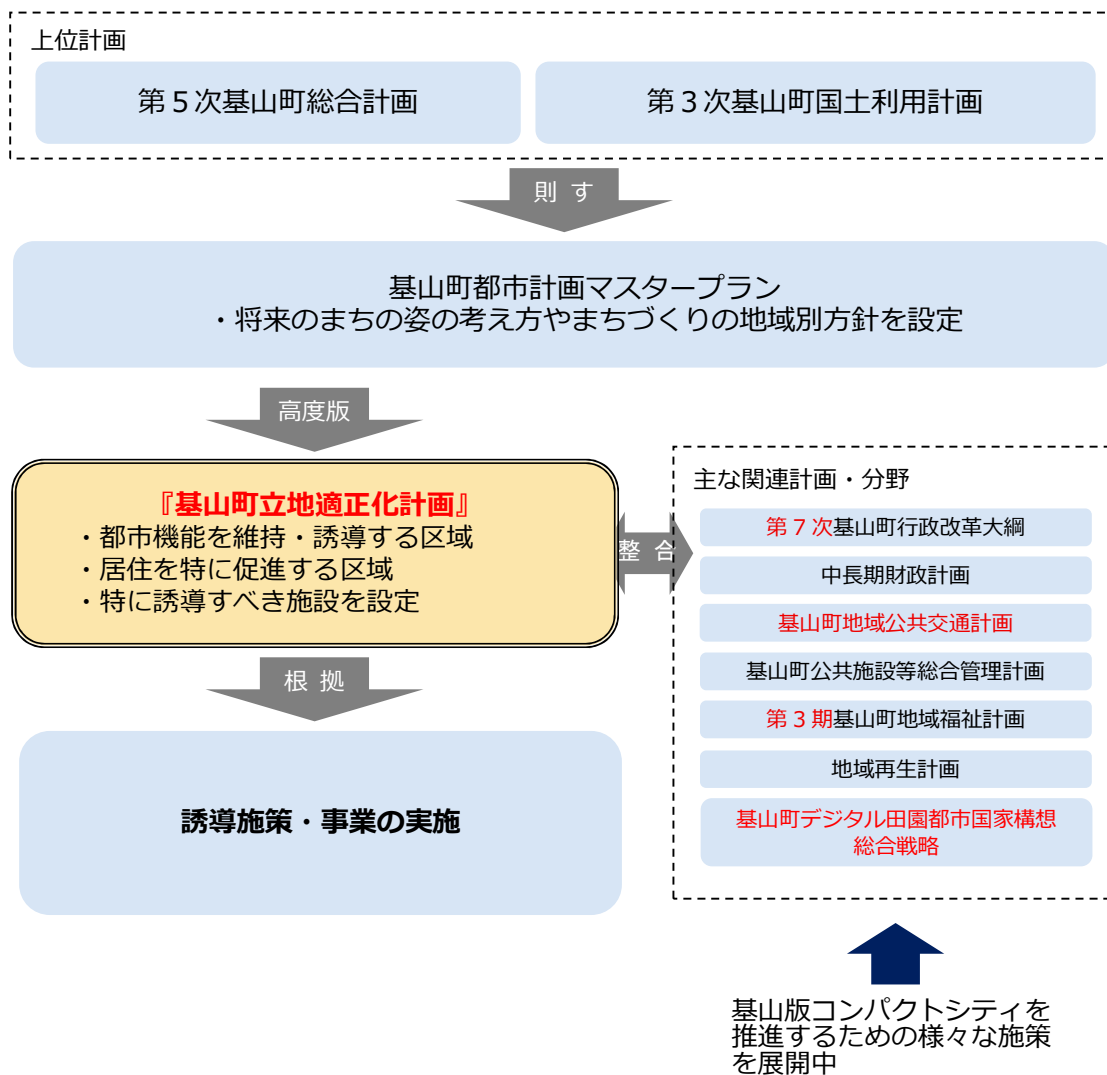 上位計画
第５次基山町総合計画
第３次基山町国土利用計画
則 す
基山町都市計画マスタープラン
・将来のまちの姿の考え方やまちづくりの地域別方針を設定
高度版
『基山町立地適正化計画』
・都市機能を維持・誘導する区域
・居住を特に促進する区域
・特に誘導すべき施設を設定
整 合
主な関連計画・分野
第７次基山町行政改革大綱
中長期財政計画
基山町地域公共交通計画
基山町公共施設等総合管理計画
第３期基山町地域福祉計画
地域再生計画
基山町デジタル田園都市国家構想
総合戦略
根 拠
誘導施策・事業の実施
基山版コンパクトシティを
推進するための様々な施策
を展開中